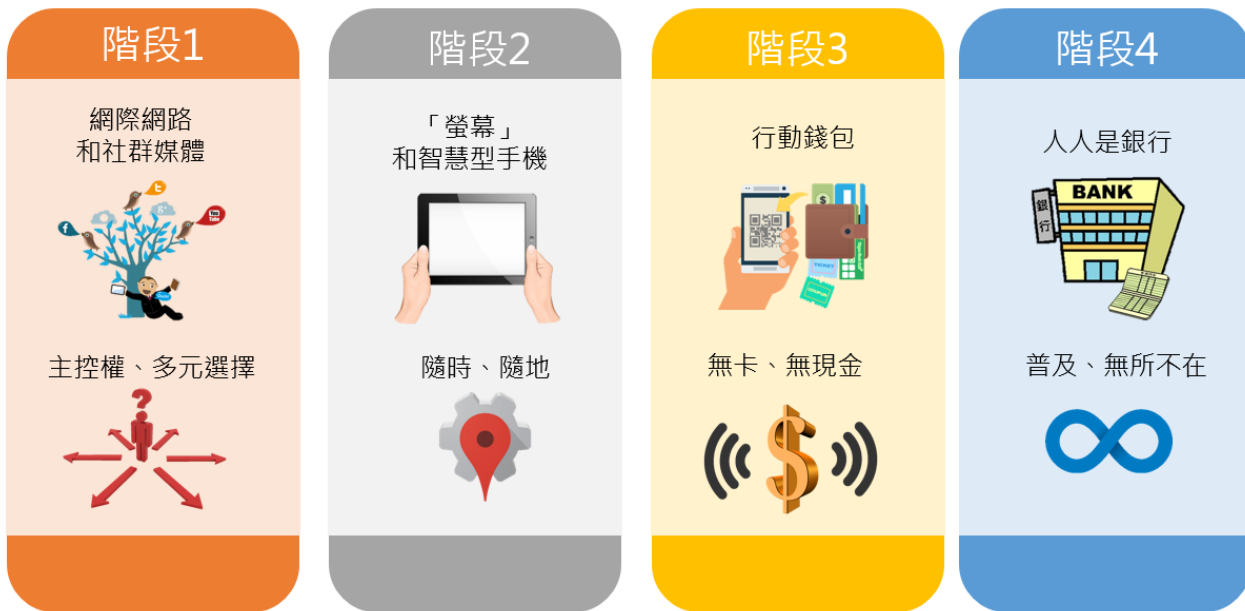 階段1
網際網路
和社群媒體
You
Tube
主控權、多元選擇
?
階段2
「螢幕」
和智慧型手機
隨時、隨地
階段3
行動錢包
TICKET
無卡、無現金
$
階段4
人人是銀行
BANK
銀行
普及、無所不在